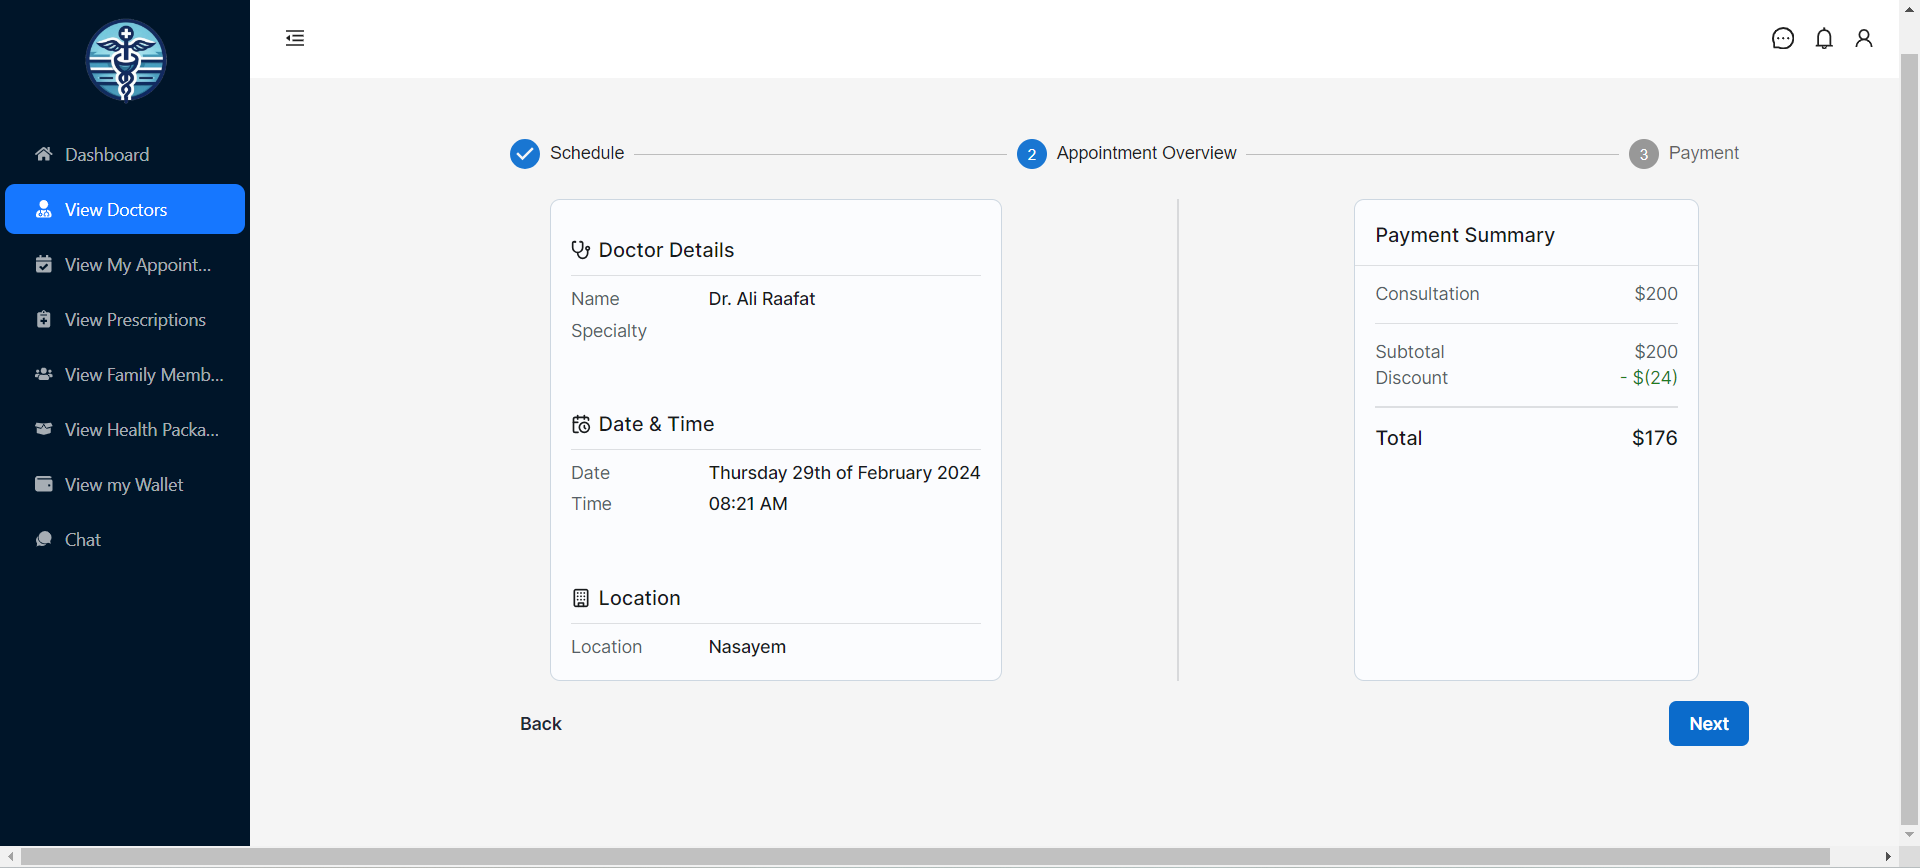 Dashboard
View Doctors
View My Appoint...
View Prescriptions
View Family Memb...
View Health Packa...
View my Wallet
Chat
Schedule
2 Appointment Overview
3 Payment
Doctor Details
Name Dr. Ali Raafat
Specialty
Date & Time
Date Thursday 29th of February 2024
Time 08:21 AM
Location
Location Nasayem
Payment Summary
Consultation $200
Subtotal $200
Discount - $(24)
Total $176
Back
Next